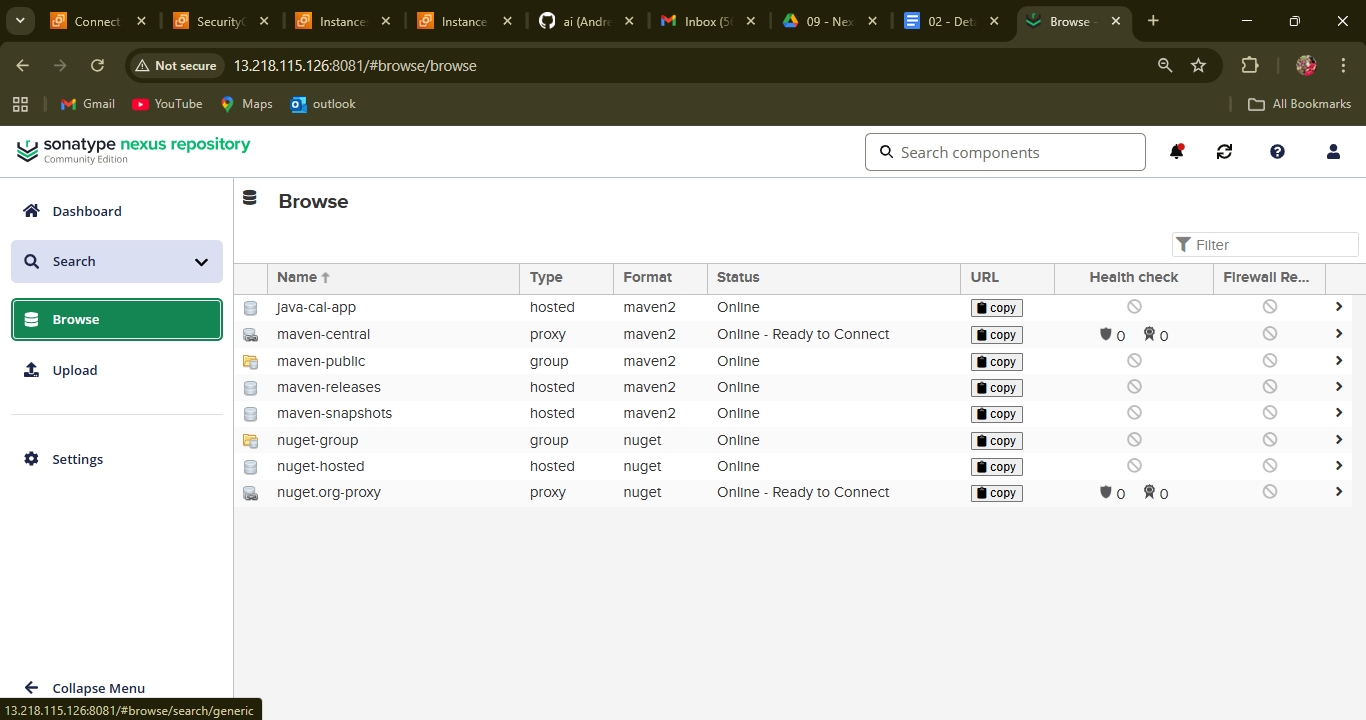 Connect
SecurityG
Instances
Instance
ai (Andre
Inbox (5
09 - Nex
02 - Deta
Browse -
Not secure
13.218.115.126:8081/#browse/browse
Gmail
YouTube
Maps
outlook
All Bookmarks
sonatype nexus repository
Community Edition
Search components
Dashboard
Search
Browse
Upload
Settings
Collapse Menu
Browse
Filter
Name Type Format Status URL Health check Firewall Re...
java-cal-app hosted maven2 Online copy
maven-central proxy maven2 Online - Ready to Connect copy 0 0
maven-public group maven2 Online copy
maven-releases hosted maven2 Online copy
maven-snapshots hosted maven2 Online copy
nuget-group group nuget Online copy
nuget-hosted hosted nuget Online copy
nuget.org-proxy proxy nuget Online - Ready to Connect copy 0 0
13.218.115.126:8081/#browse/search/generic